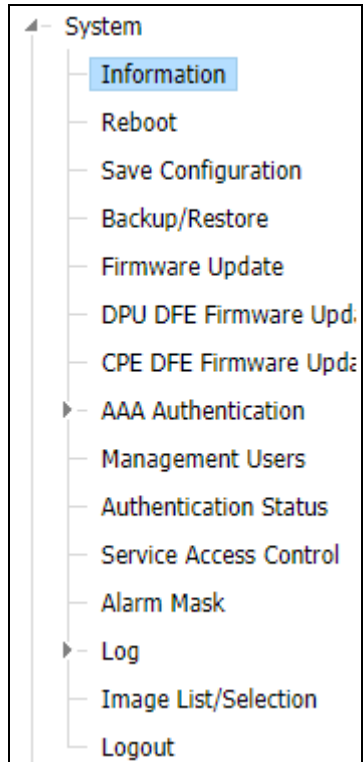 System
Information
Reboot
Save Configuration
Backup/Restore
Firmware Update
DPU DFE Firmware Upd
CPE DFE Firmware Upda
AAA Authentication
Management Users
Authentication Status
Service Access Control
Alarm Mask
Log
Image List/Selection
Logout